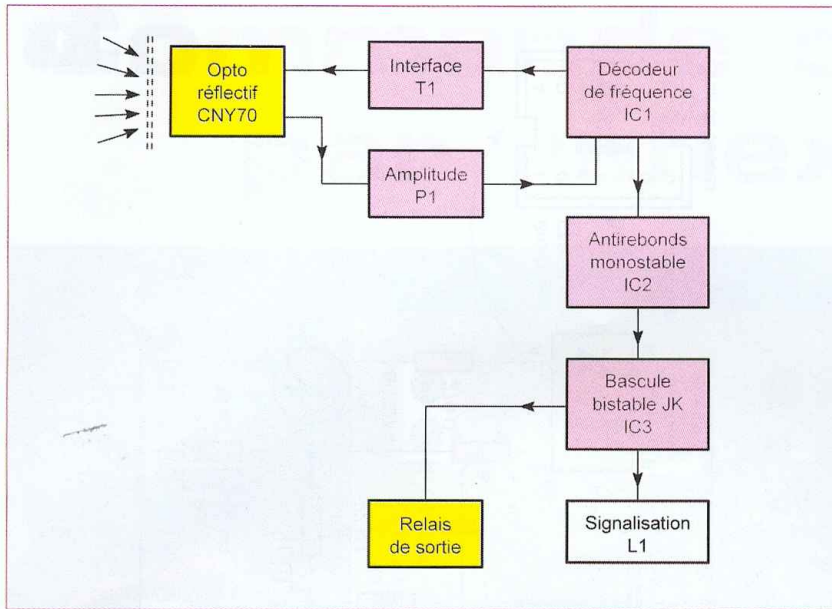 Opto
réflectif
CNY70
Interface
T1
Décodeur
de fréquence
IC1
Amplitude
P1
Antirebonds
monostable
IC2
Bascule
bistable JK
IC3
Relais
de sortie
Signalisation
L1